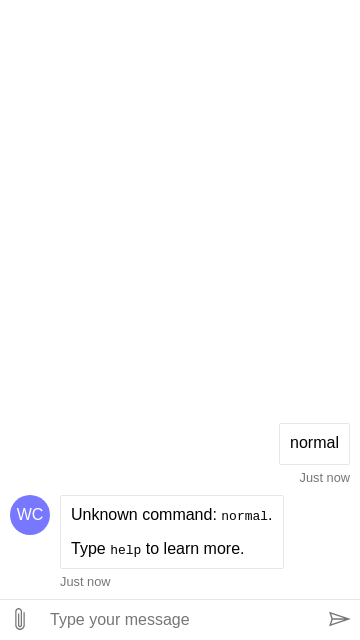 normal
Just now
WC
Unknown command: normal.
Type help to learn more.
Just now
Type your message